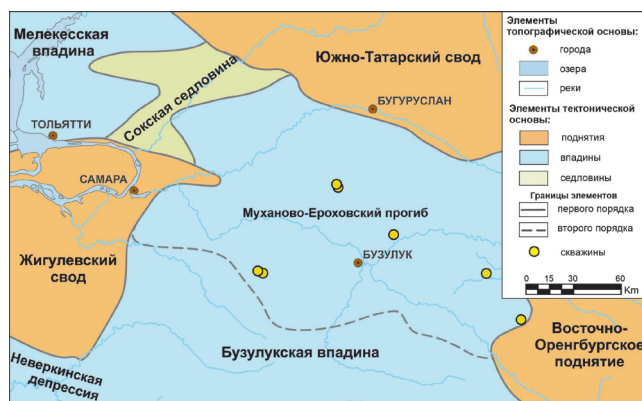 Мелекесская
впадина
ТОЛЬЯТТИ
Сокская седловина
Южно-Татарский свод
БУГУРУСЛАН
САМАРА
Муханово-Ероховский прогиб
БУЗУЛУК
Жигулевский
свод
Бузулукская впадина
Неверкинская
депрессия
Восточно-
Оренгбургское
поднятие
Элементы
топографической основы:
города
озера
реки
Элементы тектонической
основы:
поднятия
впадины
седловины
Границы элементов
первого порядка
второго порядка
скважины
0 15 30 60
Km